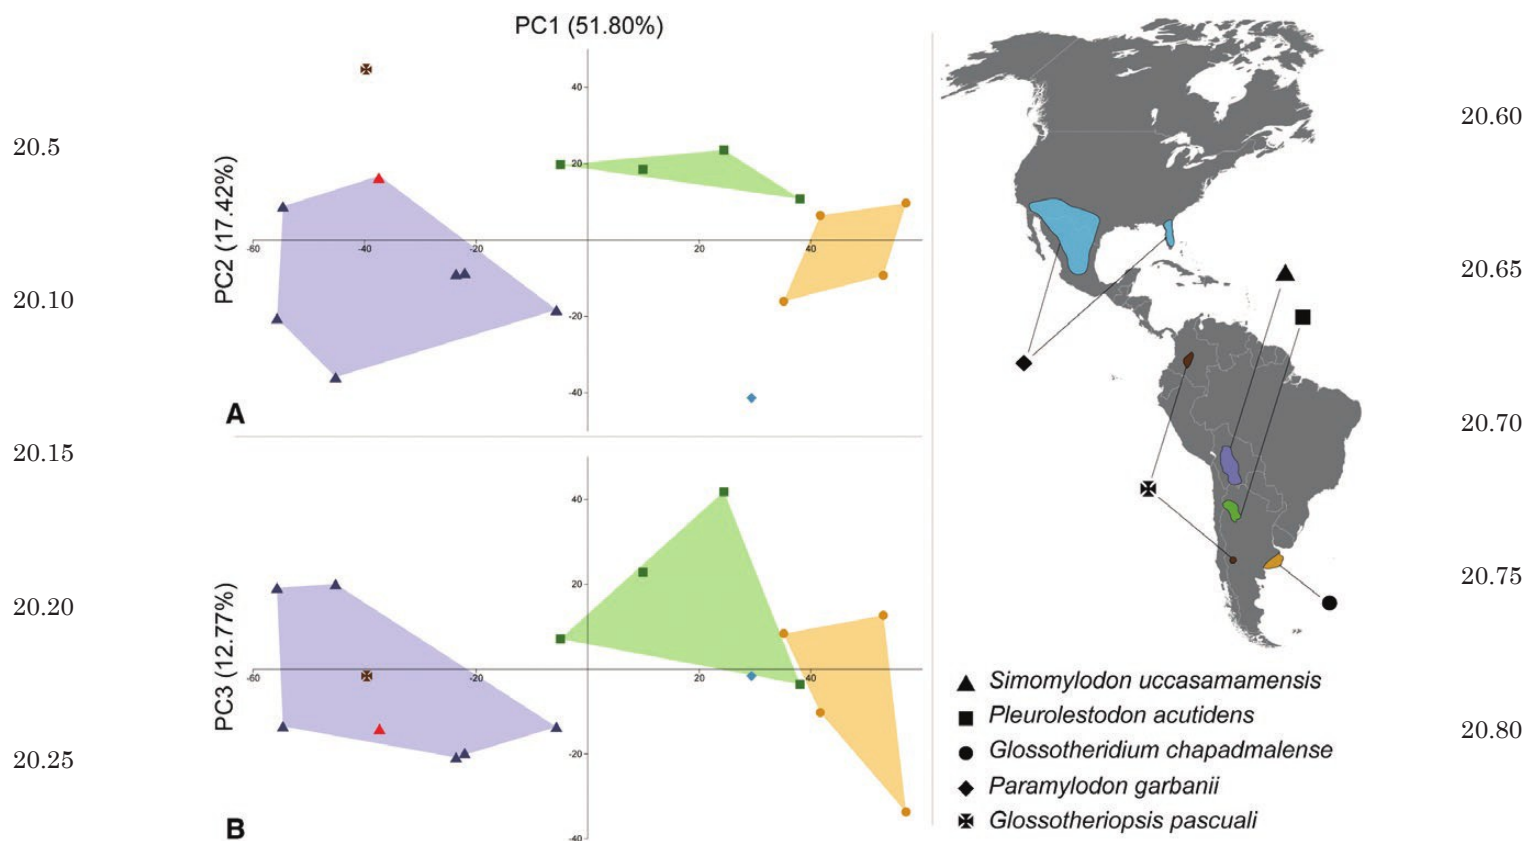 PC1 (51.80%)
20.5
20.10
20.15
20.20
20.25
PC2 (17.42%)
40
20
-60
-40
-20
20
40
-20
-40
A
PC3 (12.77%)
40
20
-60
-20
20
40
-20
-40
B
Simomylodon uccasamamensis
Pleurolestodon acutidens
Glossotheridium chapadmalense
Paramylodon garbanii
Glossotheriopsis pascuali
20.60
20.65
20.70
20.75
20.80